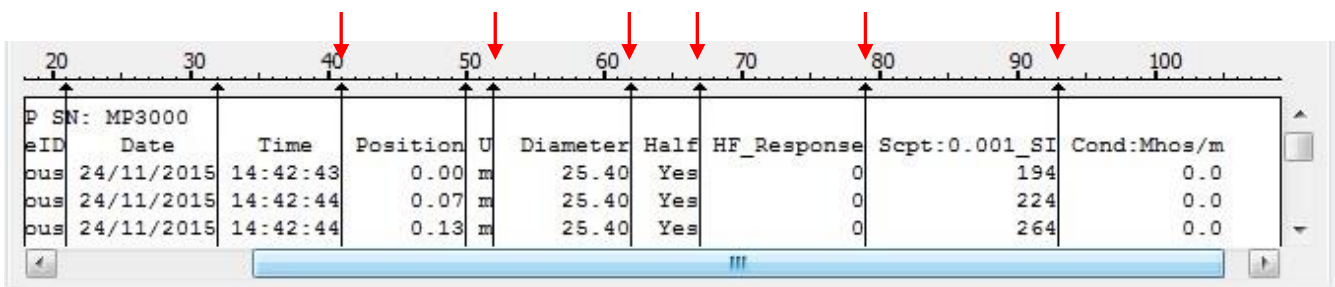 20 30 40 50 60 70 80 90 100
P SN: MP3000
eID Date Time Position U Diameter Half HF_Response Scpt:0.001_SI Cond:Mhos/m
ous 24/11/2015 14:42:43 0.00 m 25.40 Yes 0 194 0.0
ous 24/11/2015 14:42:44 0.07 m 25.40 Yes 0 224 0.0
ous 24/11/2015 14:42:44 0.13 m 25.40 Yes 0 264 0.0